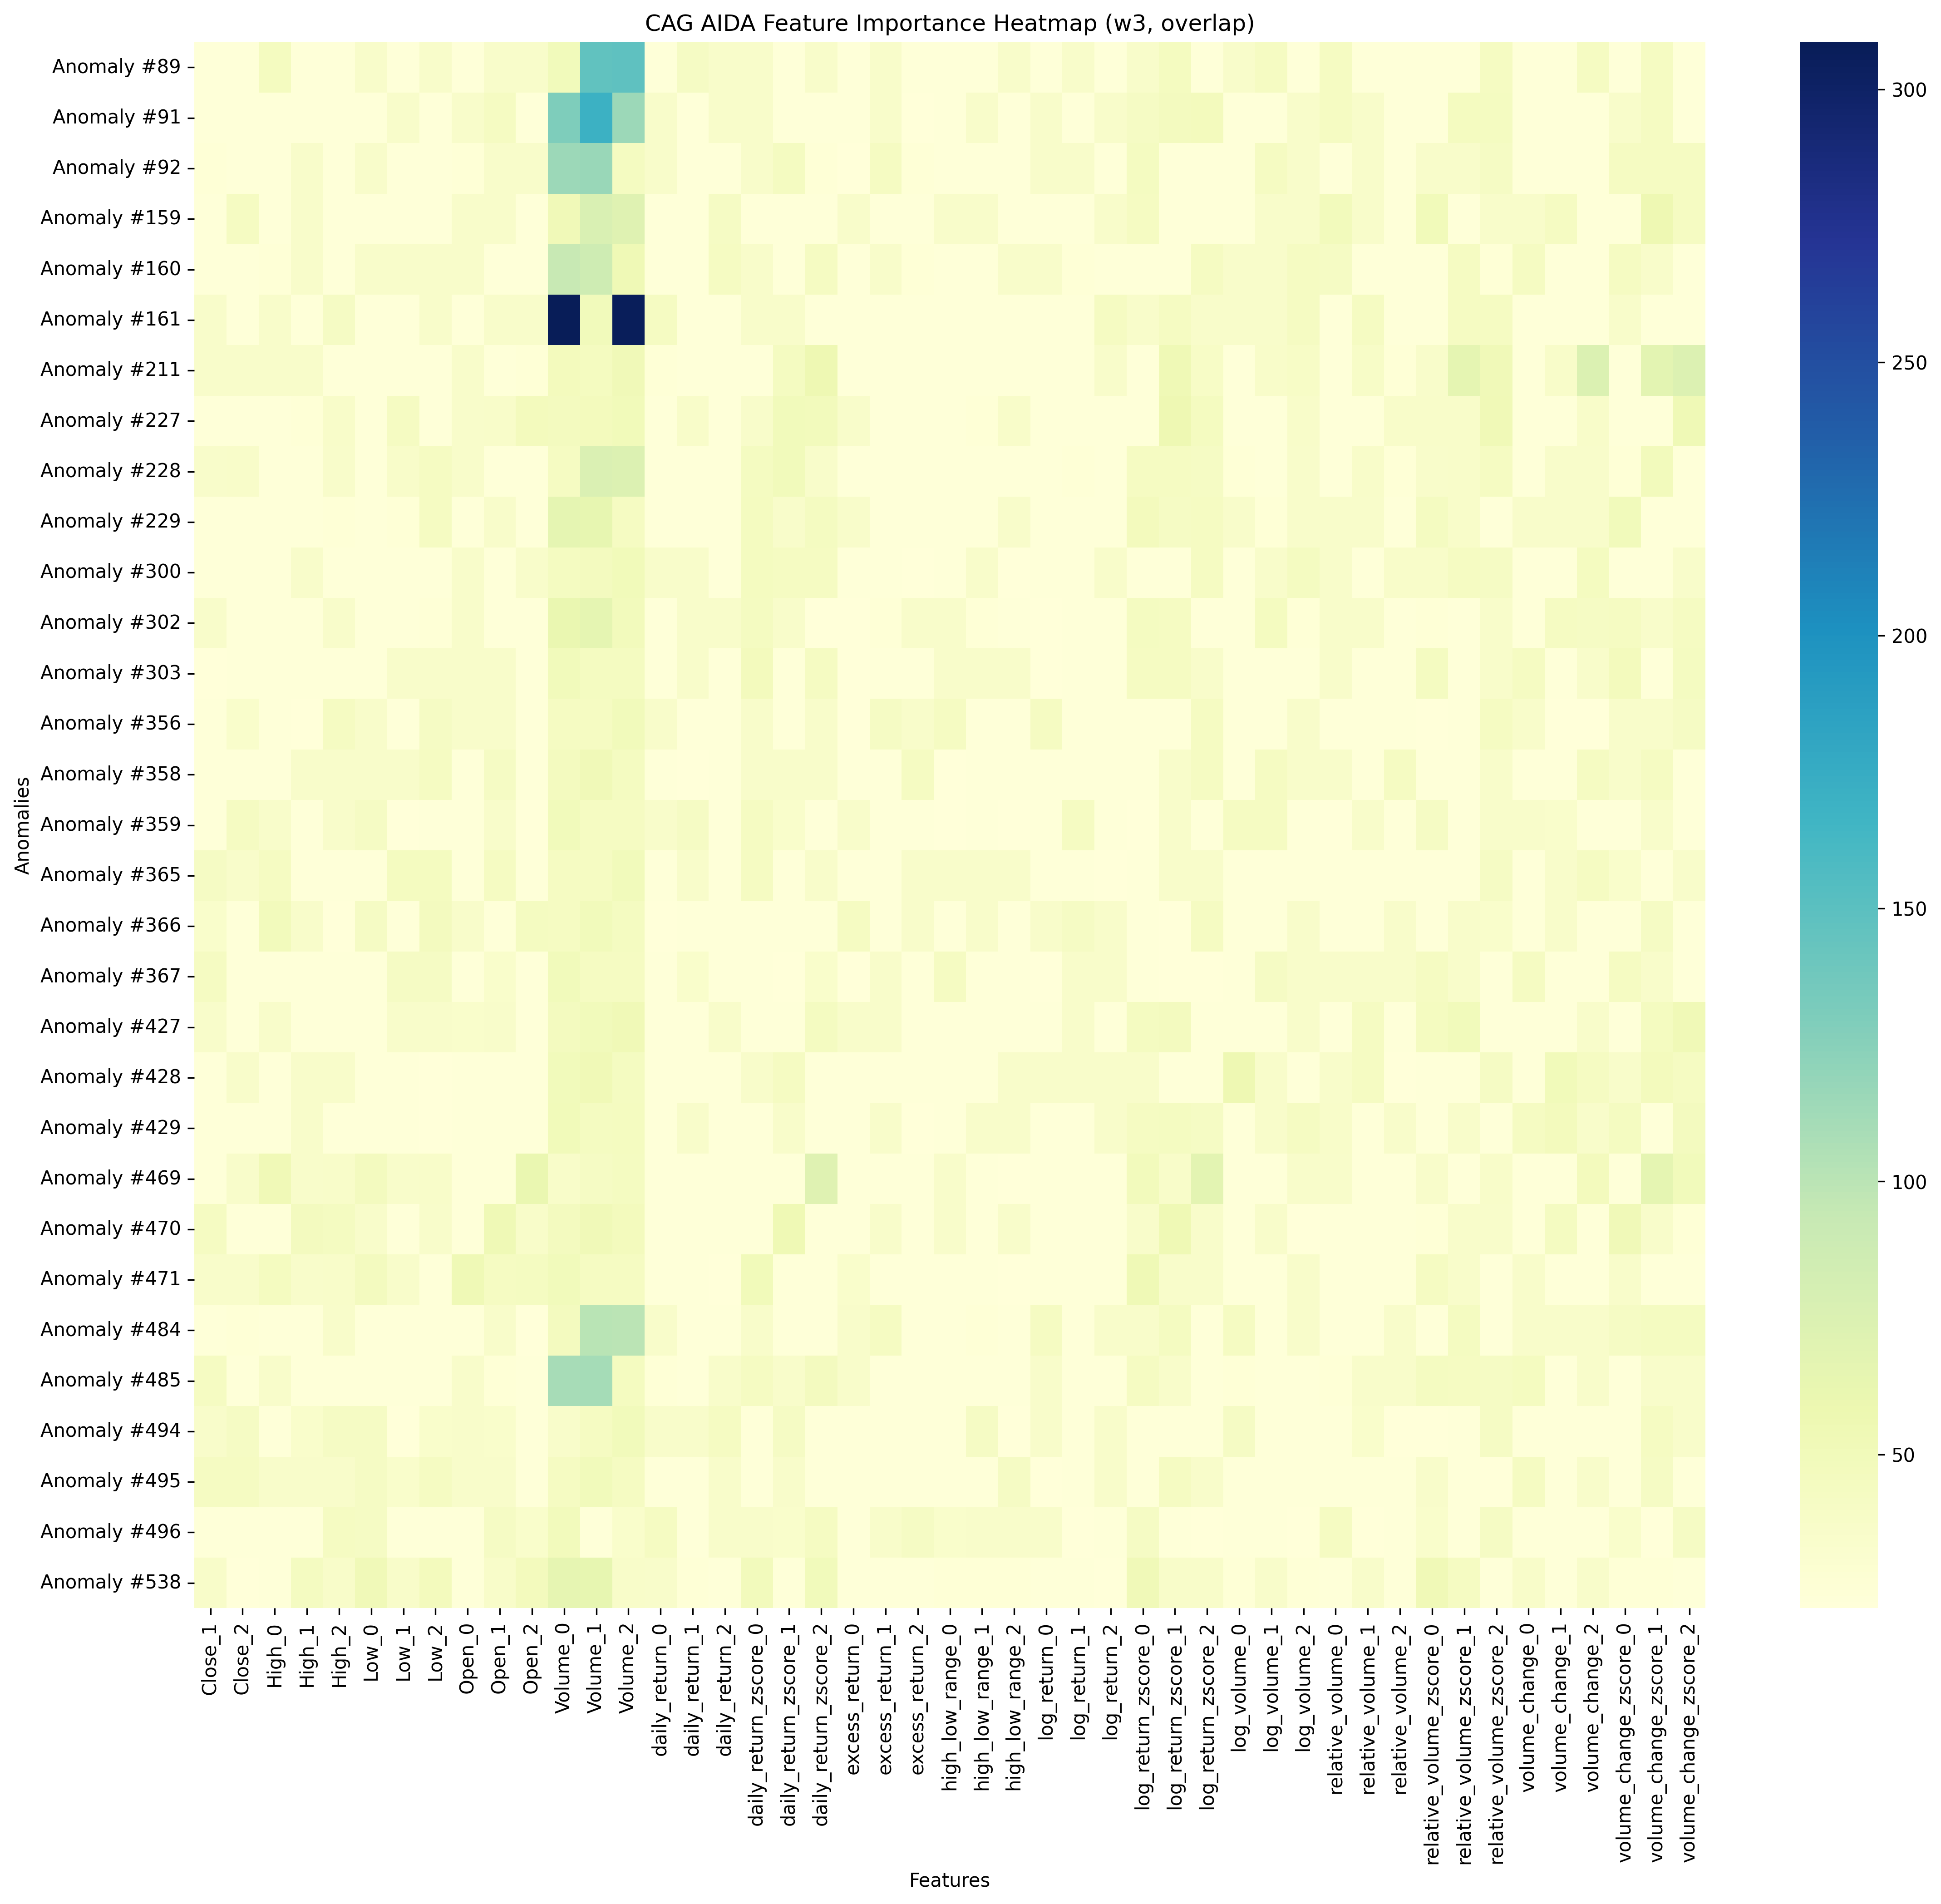 CAG AIDA Feature Importance Heatmap (w3, overlap)
Anomalies
Anomaly #89
Anomaly #91
Anomaly #92
Anomaly #159
Anomaly #160
Anomaly #161
Anomaly #211
Anomaly #227
Anomaly #228
Anomaly #229
Anomaly #300
Anomaly #302
Anomaly #303
Anomaly #356
Anomaly #358
Anomaly #359
Anomaly #365
Anomaly #366
Anomaly #367
Anomaly #427
Anomaly #428
Anomaly #429
Anomaly #469
Anomaly #470
Anomaly #471
Anomaly #484
Anomaly #485
Anomaly #494
Anomaly #495
Anomaly #496
Anomaly #538
Close_1
Close_2
High_0
High_1
High_2
Low_0
Low_1
Low_2
Open_0
Open_1
Open_2
Volume_0
Volume_1
Volume_2
daily_return_0
daily_return_1
daily_return_2
daily_return_zscore_0
daily_return_zscore_1
daily_return_zscore_2
excess_return_0
excess_return_1
excess_return_2
high_low_range_0
high_low_range_1
high_low_range_2
log_return_0
log_return_1
log_return_2
log_return_zscore_0
log_return_zscore_1
log_return_zscore_2
log_volume_0
log_volume_1
log_volume_2
relative_volume_0
relative_volume_1
relative_volume_2
relative_volume_zscore_0
relative_volume_zscore_1
relative_volume_zscore_2
volume_change_0
volume_change_1
volume_change_2
volume_change_zscore_0
volume_change_zscore_1
volume_change_zscore_2
Features
300
250
200
150
100
50